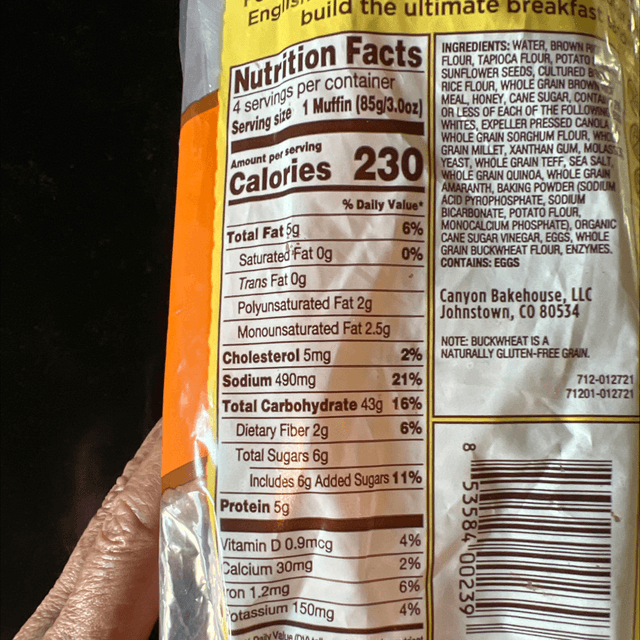 build the ultimate breakfast
Nutrition Facts
4 servings per container
Serving size 1 Muffin (85g/3.0oz)
Amount per serving
Calories 230
% Daily Value*
Total Fat 5g 6%
Saturated Fat 0g 0%
Trans Fat 0g
Polyunsaturated Fat 2g
Monounsaturated Fat 2.5g
Cholesterol 5mg 2%
Sodium 490mg 21%
Total Carbohydrate 43g 16%
Dietary Fiber 2g 6%
Total Sugars 6g
Includes 6g Added Sugars 11%
Protein 5g
Vitamin D 0.9mcg 4%
Calcium 30mg 2%
Iron 1.2mg 6%
Potassium 150mg 4%
INGREDIENTS: WATER, BROWN
FLOUR, TAPIOCA FLOUR, POTATO
SUNFLOWER SEEDS, CULTURED
RICE FLOUR, WHOLE GRAIN BROWN
MEAL, HONEY, CANE SUGAR,
OR LESS OF EACH OF THE FOLLOWING
WHITES, EXPELLER PRESSED CANOLA
WHOLE GRAIN SORGHUM FLOUR,
GRAIN MILLET, XANTHAN GUM,
YEAST, WHOLE GRAIN TEFF, SEA SALT,
WHOLE GRAIN QUINOA, WHOLE GRAIN
AMARANTH, BAKING POWDER (SODIUM
ACID PYROPHOSPHATE, SODIUM
BICARBONATE, POTATO FLOUR,
MONOCALCIUM PHOSPHATE), ORGANIC
CANE SUGAR VINEGAR, EGGS, WHOLE
GRAIN BUCKWHEAT FLOUR, ENZYMES.
CONTAINS: EGGS
Canyon Bakehouse, LLC
Johnstown, CO 80534
NOTE: BUCKWHEAT IS A
NATURALLY GLUTEN-FREE GRAIN.
712-012721
71201-012721
8 53584 00239